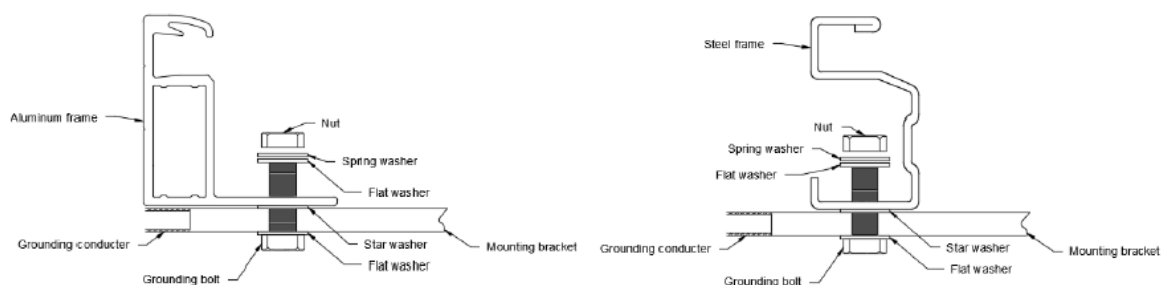 Aluminum frame
Nut
Spring washer
Flat washer
Grounding conducter
Star washer
Mounting bracket
Flat washer
Grounding bolt
Steel frame
Nut
Spring washer
Flat washer
Grounding conducter
Star washer
Mounting bracket
Flat washer
Grounding bolt